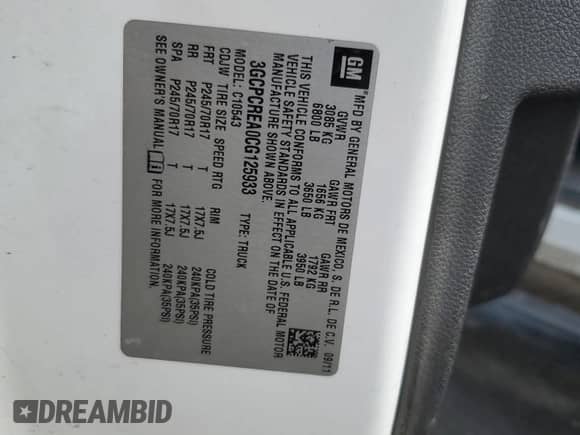 GM
MFD BY GENERAL MOTORS DE MEXICO, S. DE R.L. DE C.V. 09/11
GVWR GAWR FRT GAWR RR
3085 KG 1656 KG 1792 KG
6800 LB 3650 LB 3950 LB
THIS VEHICLE CONFORMS TO ALL APPLICABLE U.S. FEDERAL MOTOR
VEHICLE SAFETY STANDARDS IN EFFECT ON THE DATE OF
MANUFACTURE SHOWN ABOVE.
3GCPCREA0CG125933 TYPE: TRUCK
MODEL: C10543
CDJW TIRE SIZE SPEED RTG RIM COLD TIRE PRESSURE
FRT P245/70R17 T 17X7.5J 240KPA(35PSI)
RR P245/70R17 T 17X7.5J 240KPA(35PSI)
SPA P245/70R17 T 17X7.5J 240KPA(35PSI)
SEE OWNER'S MANUAL FOR MORE INFORMATION.
DREAMBID